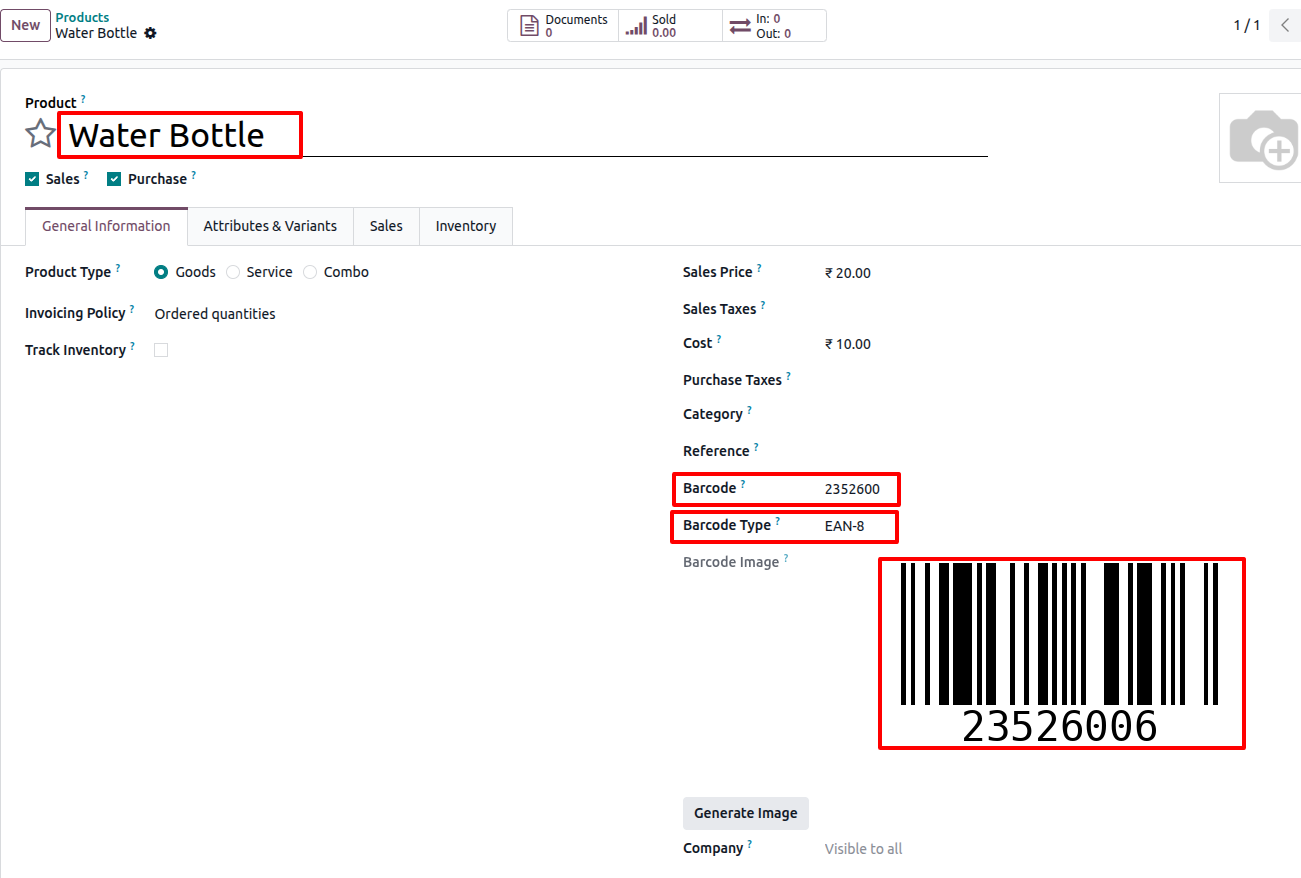 New
Products
Water Bottle
Documents
0
Sold
0.00
In: 0
Out: 0
1 / 1
Product ?
Water Bottle
Sales ? Purchase ?
General Information Attributes & Variants Sales Inventory
Product Type ? Goods Service Combo
Invoicing Policy ? Ordered quantities
Track Inventory ?
Sales Price ? ₹ 20.00
Sales Taxes ?
Cost ? ₹ 10.00
Purchase Taxes ?
Category ?
Reference ?
Barcode ? 2352600
Barcode Type ? EAN-8
Barcode Image ?
23526006
Generate Image
Company ? Visible to all